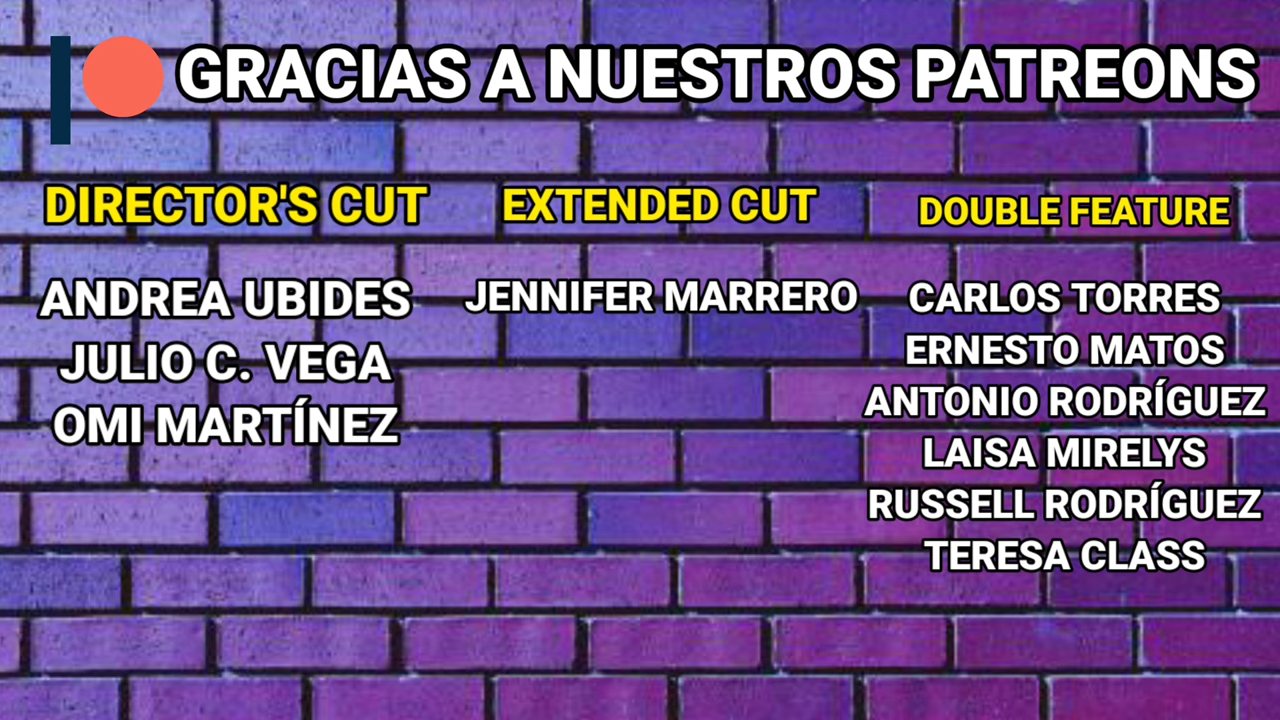 GRACIAS A NUESTROS PATREONS
DIRECTOR'S CUT
ANDREA UBIDES
JULIO C. VEGA
OMI MARTÍNEZ
EXTENDED CUT
JENNIFER MARRERO
DOUBLE FEATURE
CARLOS TORRES
ERNESTO MATOS
ANTONIO RODRÍGUEZ
LAISA MIRELYS
RUSSELL RODRÍGUEZ
TERESA CLASS